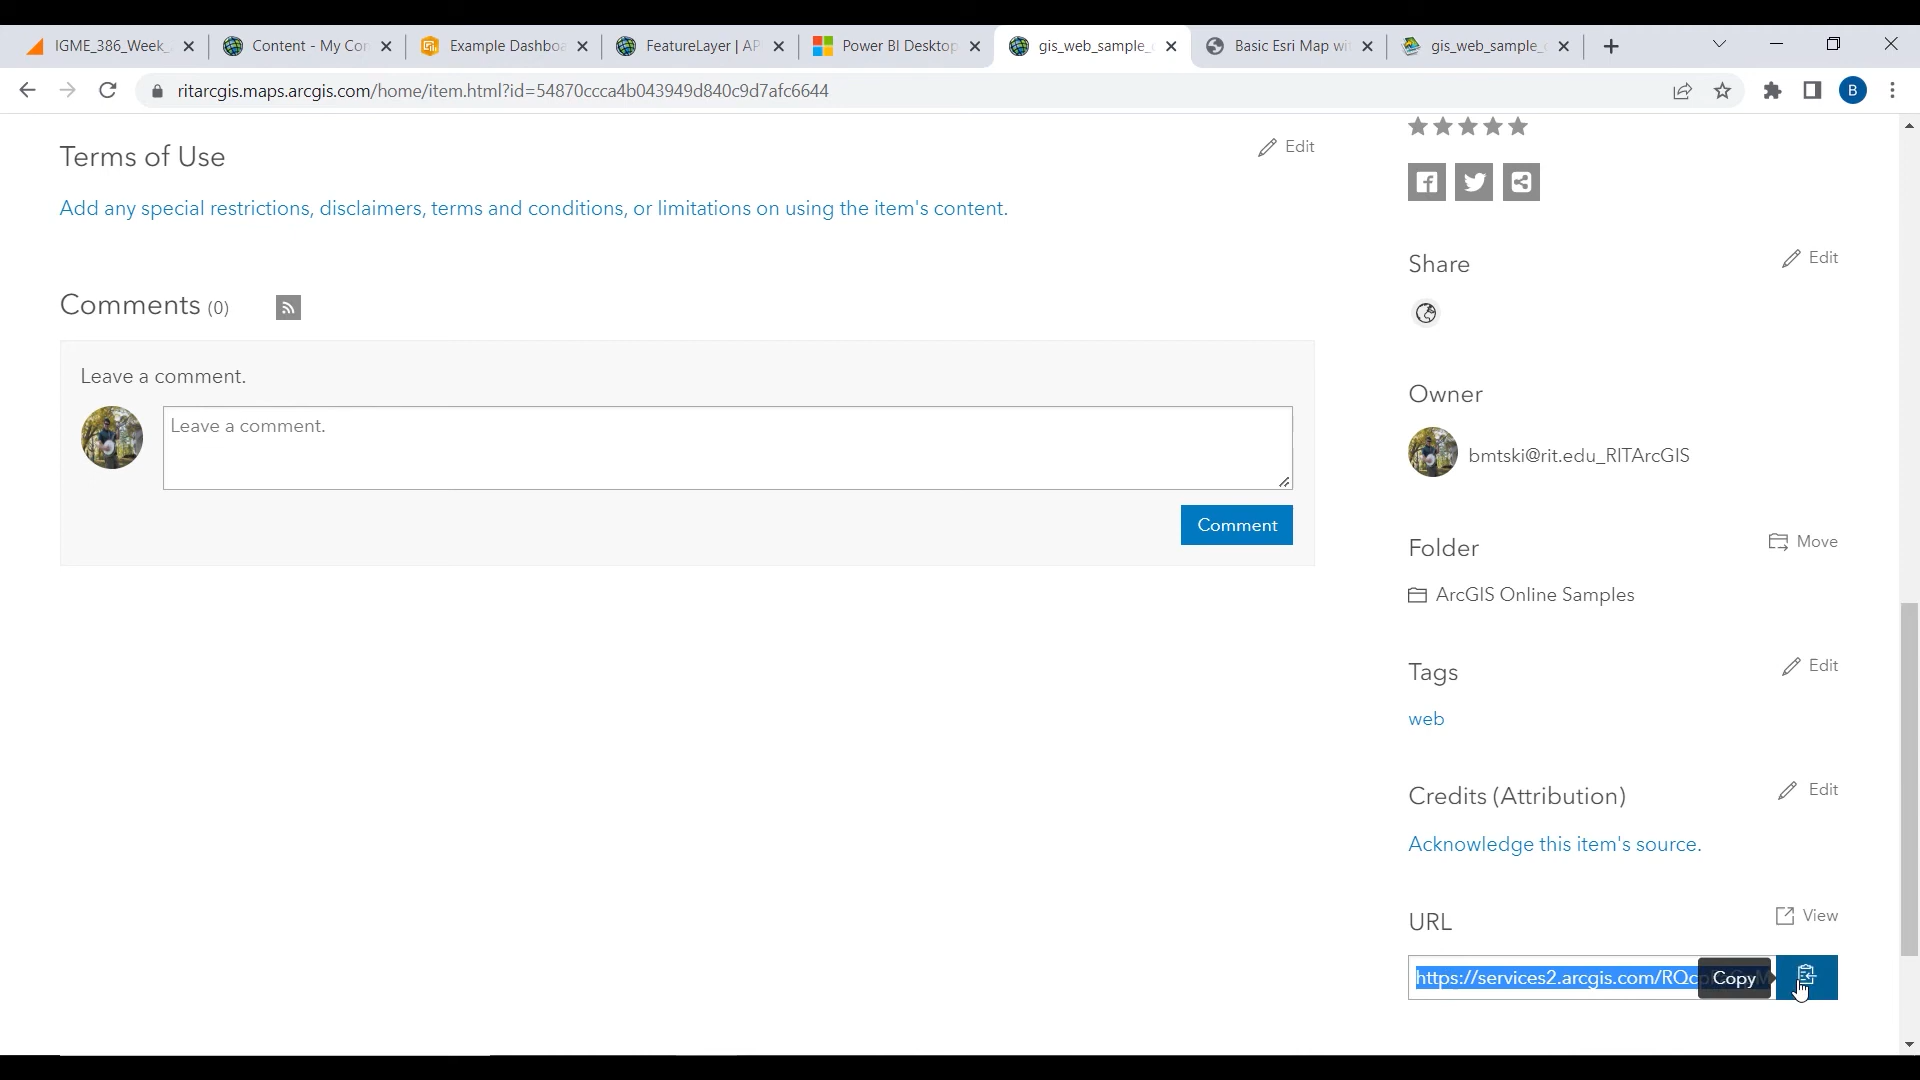 IGME_386_Week_
Content - My Con
Example Dashboa
FeatureLayer | AP
Power BI Desktop
gis_web_sample_
Basic Esri Map wi
gis_web_sample_
ritarcgis.maps.arcgis.com/home/item.html?id=54870ccca4b043949d840c9d7afc6644
B
Terms of Use
Edit
Add any special restrictions, disclaimers, terms and conditions, or limitations on using the item's content.
Comments (0)
Leave a comment.
Leave a comment.
Comment
Share
Edit
Owner
bmtski@rit.edu_RITArcGIS
Folder
Move
ArcGIS Online Samples
Tags
Edit
web
Credits (Attribution)
Edit
Acknowledge this item's source.
URL
View
https://services2.arcgis.com/RQcp
Copy